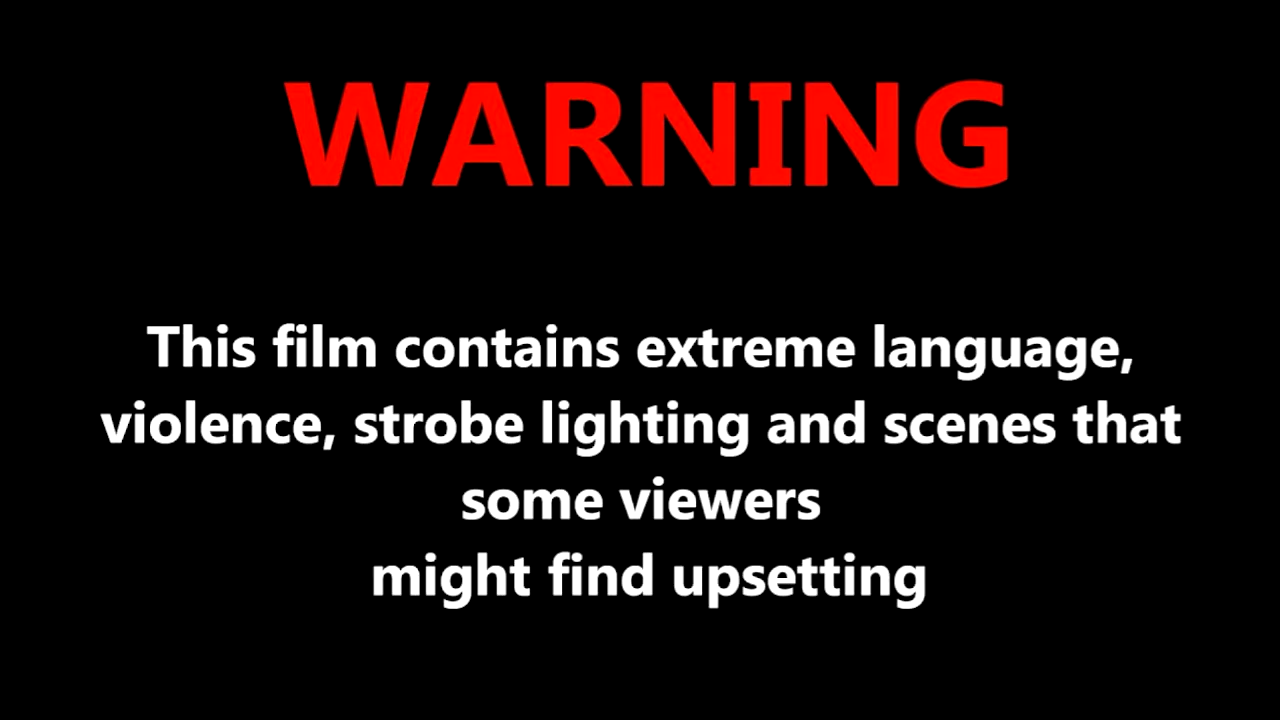 WARNING
This film contains extreme language,
violence, strobe lighting and scenes that
some viewers
might find upsetting